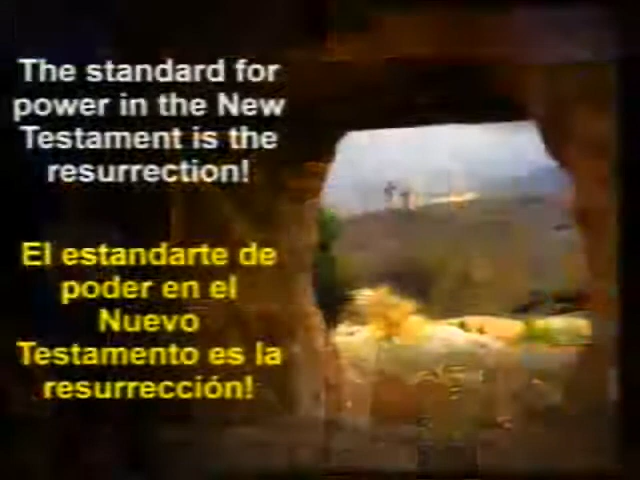 The standard for
power in the New
Testament is the
resurrection!
El estandarte de
poder en el
Nuevo
Testamento es la
resurrección!